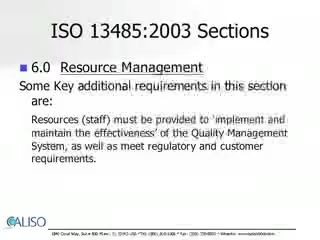 ISO 13485:2003 Sections
6.0 Resource Management
Some Key additional requirements in this section
are:
Resources (staff) must be provided to 'implement and
maintain the effectiveness' of the Quality Management
System, as well as meet regulatory and customer
requirements.
ALISO